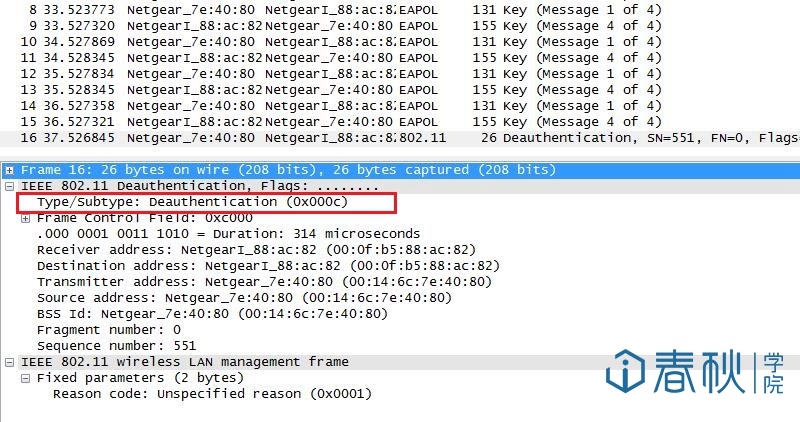 8 33.523773 Netgear_7e:40:80 NetgearI_88:ac:82 EAPOL 131 Key (Message 1 of 4)
9 33.527320 NetgearI_88:ac:82 Netgear_7e:40:80 EAPOL 155 Key (Message 4 of 4)
10 34.527869 Netgear_7e:40:80 NetgearI_88:ac:82 EAPOL 131 Key (Message 1 of 4)
11 34.528345 NetgearI_88:ac:82 Netgear_7e:40:80 EAPOL 155 Key (Message 4 of 4)
12 35.527834 Netgear_7e:40:80 NetgearI_88:ac:82 EAPOL 131 Key (Message 1 of 4)
13 35.528345 NetgearI_88:ac:82 Netgear_7e:40:80 EAPOL 155 Key (Message 4 of 4)
14 36.527358 Netgear_7e:40:80 NetgearI_88:ac:82 EAPOL 131 Key (Message 1 of 4)
15 36.527321 NetgearI_88:ac:82 Netgear_7e:40:80 EAPOL 155 Key (Message 4 of 4)
16 37.526845 Netgear_7e:40:80 NetgearI_88:ac:82 802.11 26 Deauthentication, SN=551, FN=0, Flags=
Frame 16: 26 bytes on wire (208 bits), 26 bytes captured (208 bits)
IEEE 802.11 Deauthentication, Flags: ........
Type/Subtype: Deauthentication (0x000c)
Frame Control Field: 0xc000
.000 0001 0011 1010 = Duration: 314 microseconds
Receiver address: NetgearI_88:ac:82 (00:0f:b5:88:ac:82)
Destination address: NetgearI_88:ac:82 (00:0f:b5:88:ac:82)
Transmitter address: Netgear_7e:40:80 (00:14:6c:7e:40:80)
Source address: Netgear_7e:40:80 (00:14:6c:7e:40:80)
BSS Id: Netgear_7e:40:80 (00:14:6c:7e:40:80)
Fragment number: 0
Sequence number: 551
IEEE 802.11 wireless LAN management frame
Fixed parameters (2 bytes)
Reason code: Unspecified reason (0x0001)
春秋学院